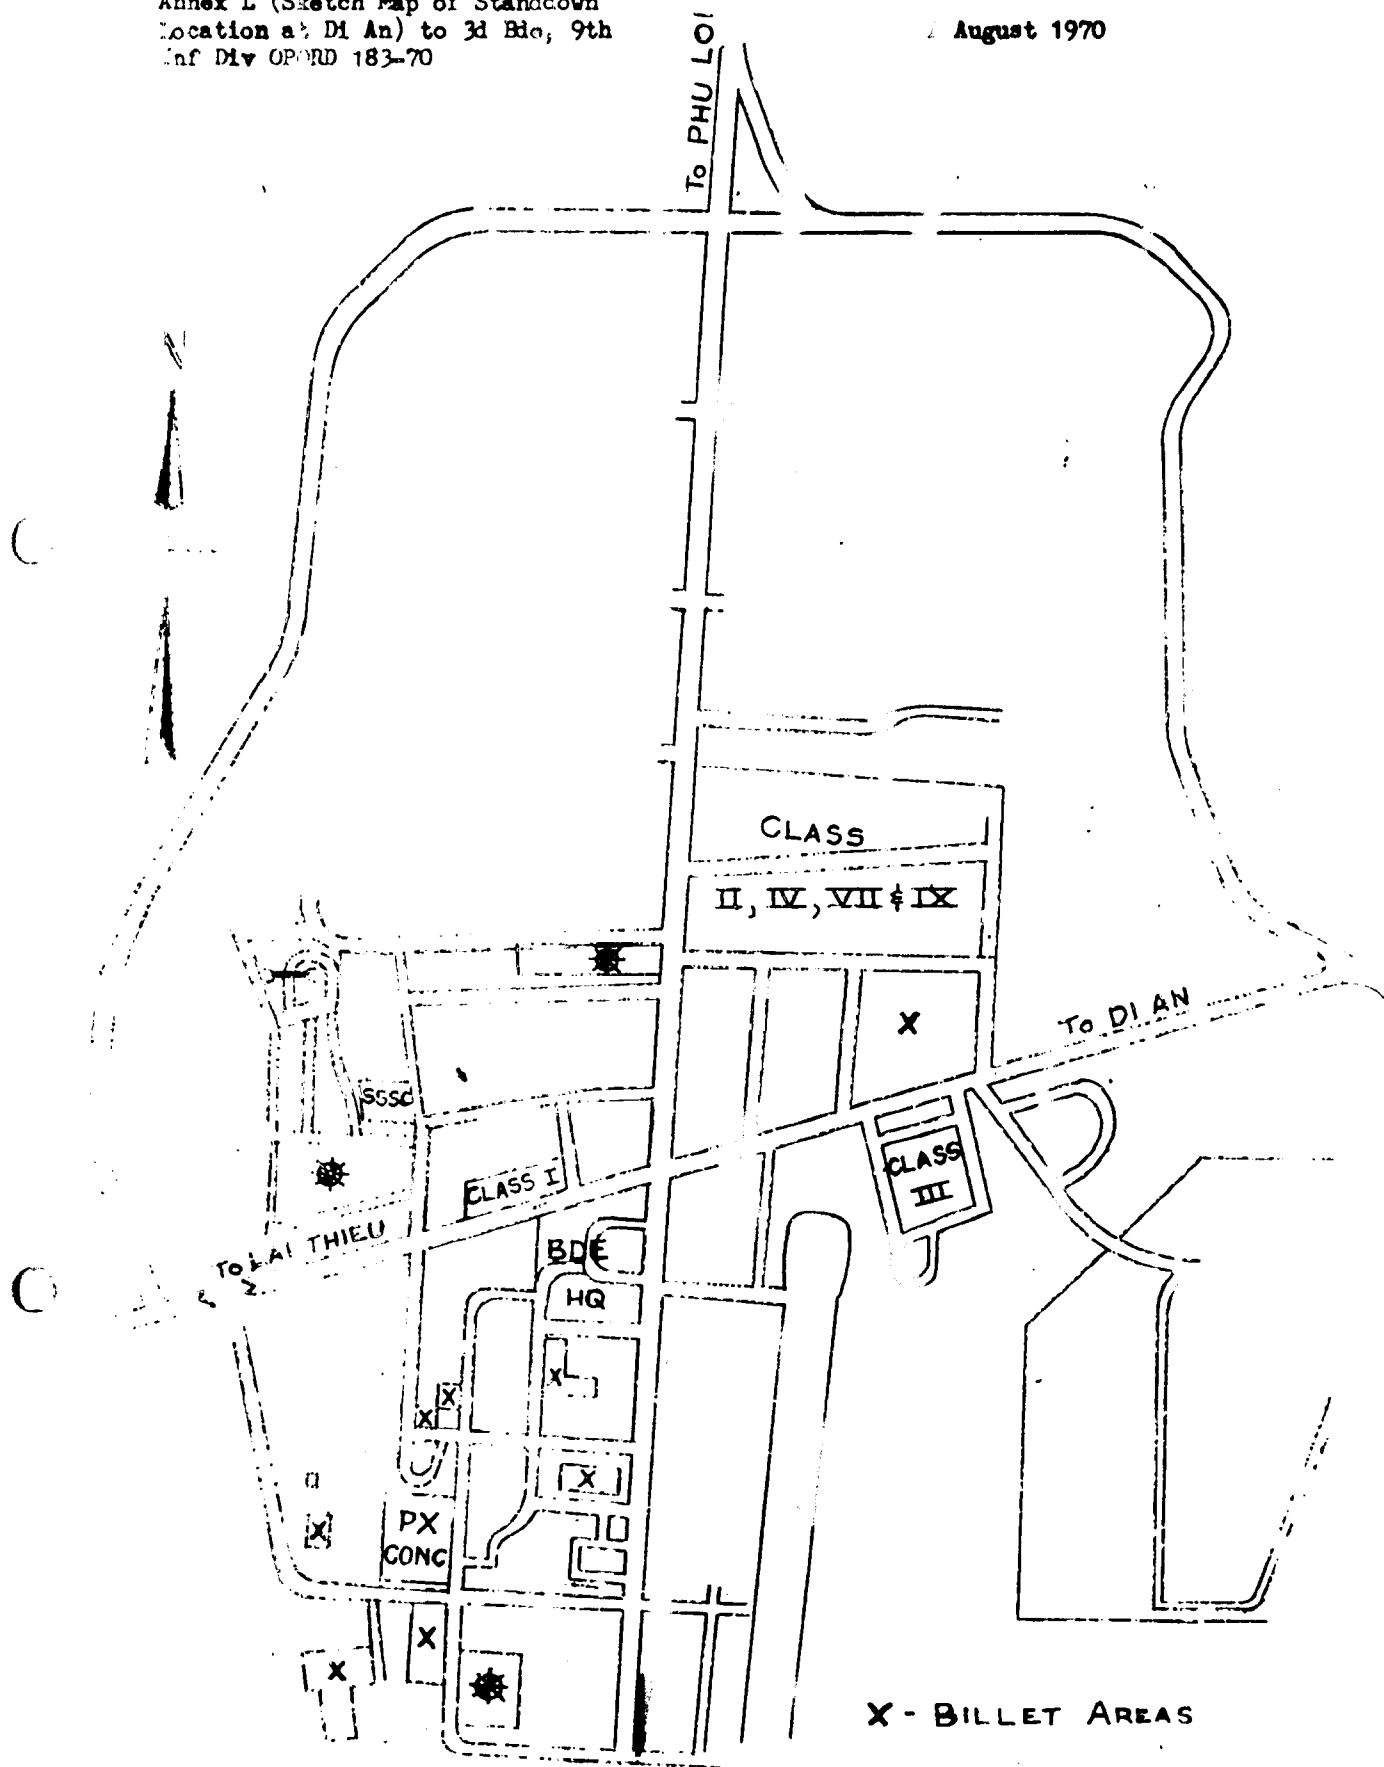 Annex L (Sketch Map of Standdown
Location at Di An) to 3d Bde, 9th
Inf Div OPORD 183-70
August 1970
To PHU LOI
N
CLASS
II, IV, VII & IX
X
To DI AN
SSSC
CLASS I
CLASS
III
To LAI THIEU
BDE
HQ
X
X
X
X
X
PX
CONC
X
X
X - BILLET AREAS